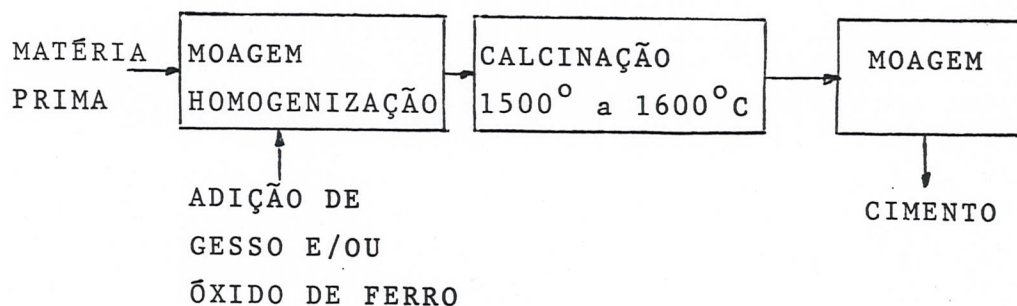 MATÉRIA
PRIMA
MOAGEM
HOMOGENIZAÇÃO
CALCINAÇÃO
1500° a 1600°C
MOAGEM
ADIÇÃO DE
GESSO E/OU
ÓXIDO DE FERRO
CIMENTO